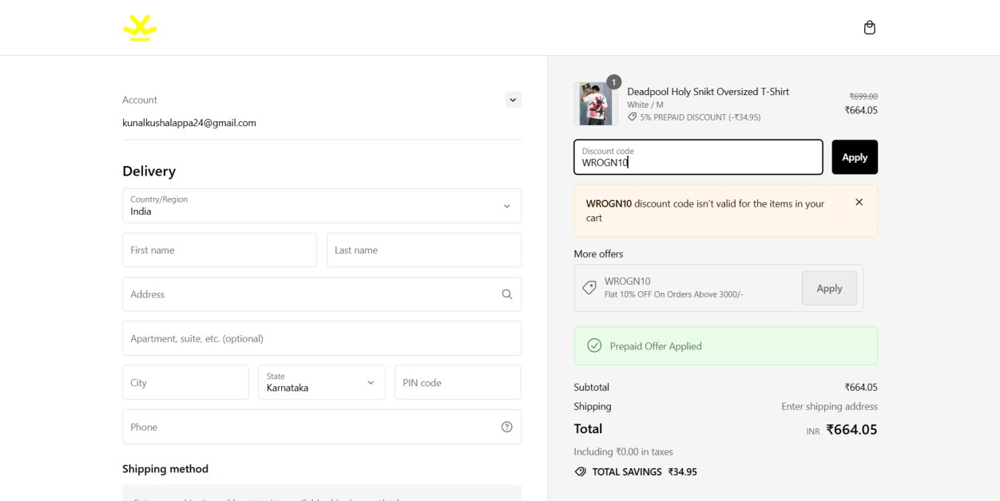 Account
kunalkushalappa24@gmail.com
Delivery
Country/Region
India
First name
Last name
Address
Apartment, suite, etc. (optional)
City
State
Karnataka
PIN code
Phone
Shipping method
1
Deadpool Holy Snikt Oversized T-Shirt
₹699.00
White / M
₹664.05
5% PREPAID DISCOUNT (-₹34.95)
Discount code
WROGN10
Apply
WROGN10 discount code isn’t valid for the items in your
cart
More offers
WROGN10
Flat 10% OFF On Orders Above 3000/-
Apply
Prepaid Offer Applied
Subtotal ₹664.05
Shipping Enter shipping address
Total INR ₹664.05
Including ₹0.00 in taxes
TOTAL SAVINGS ₹34.95